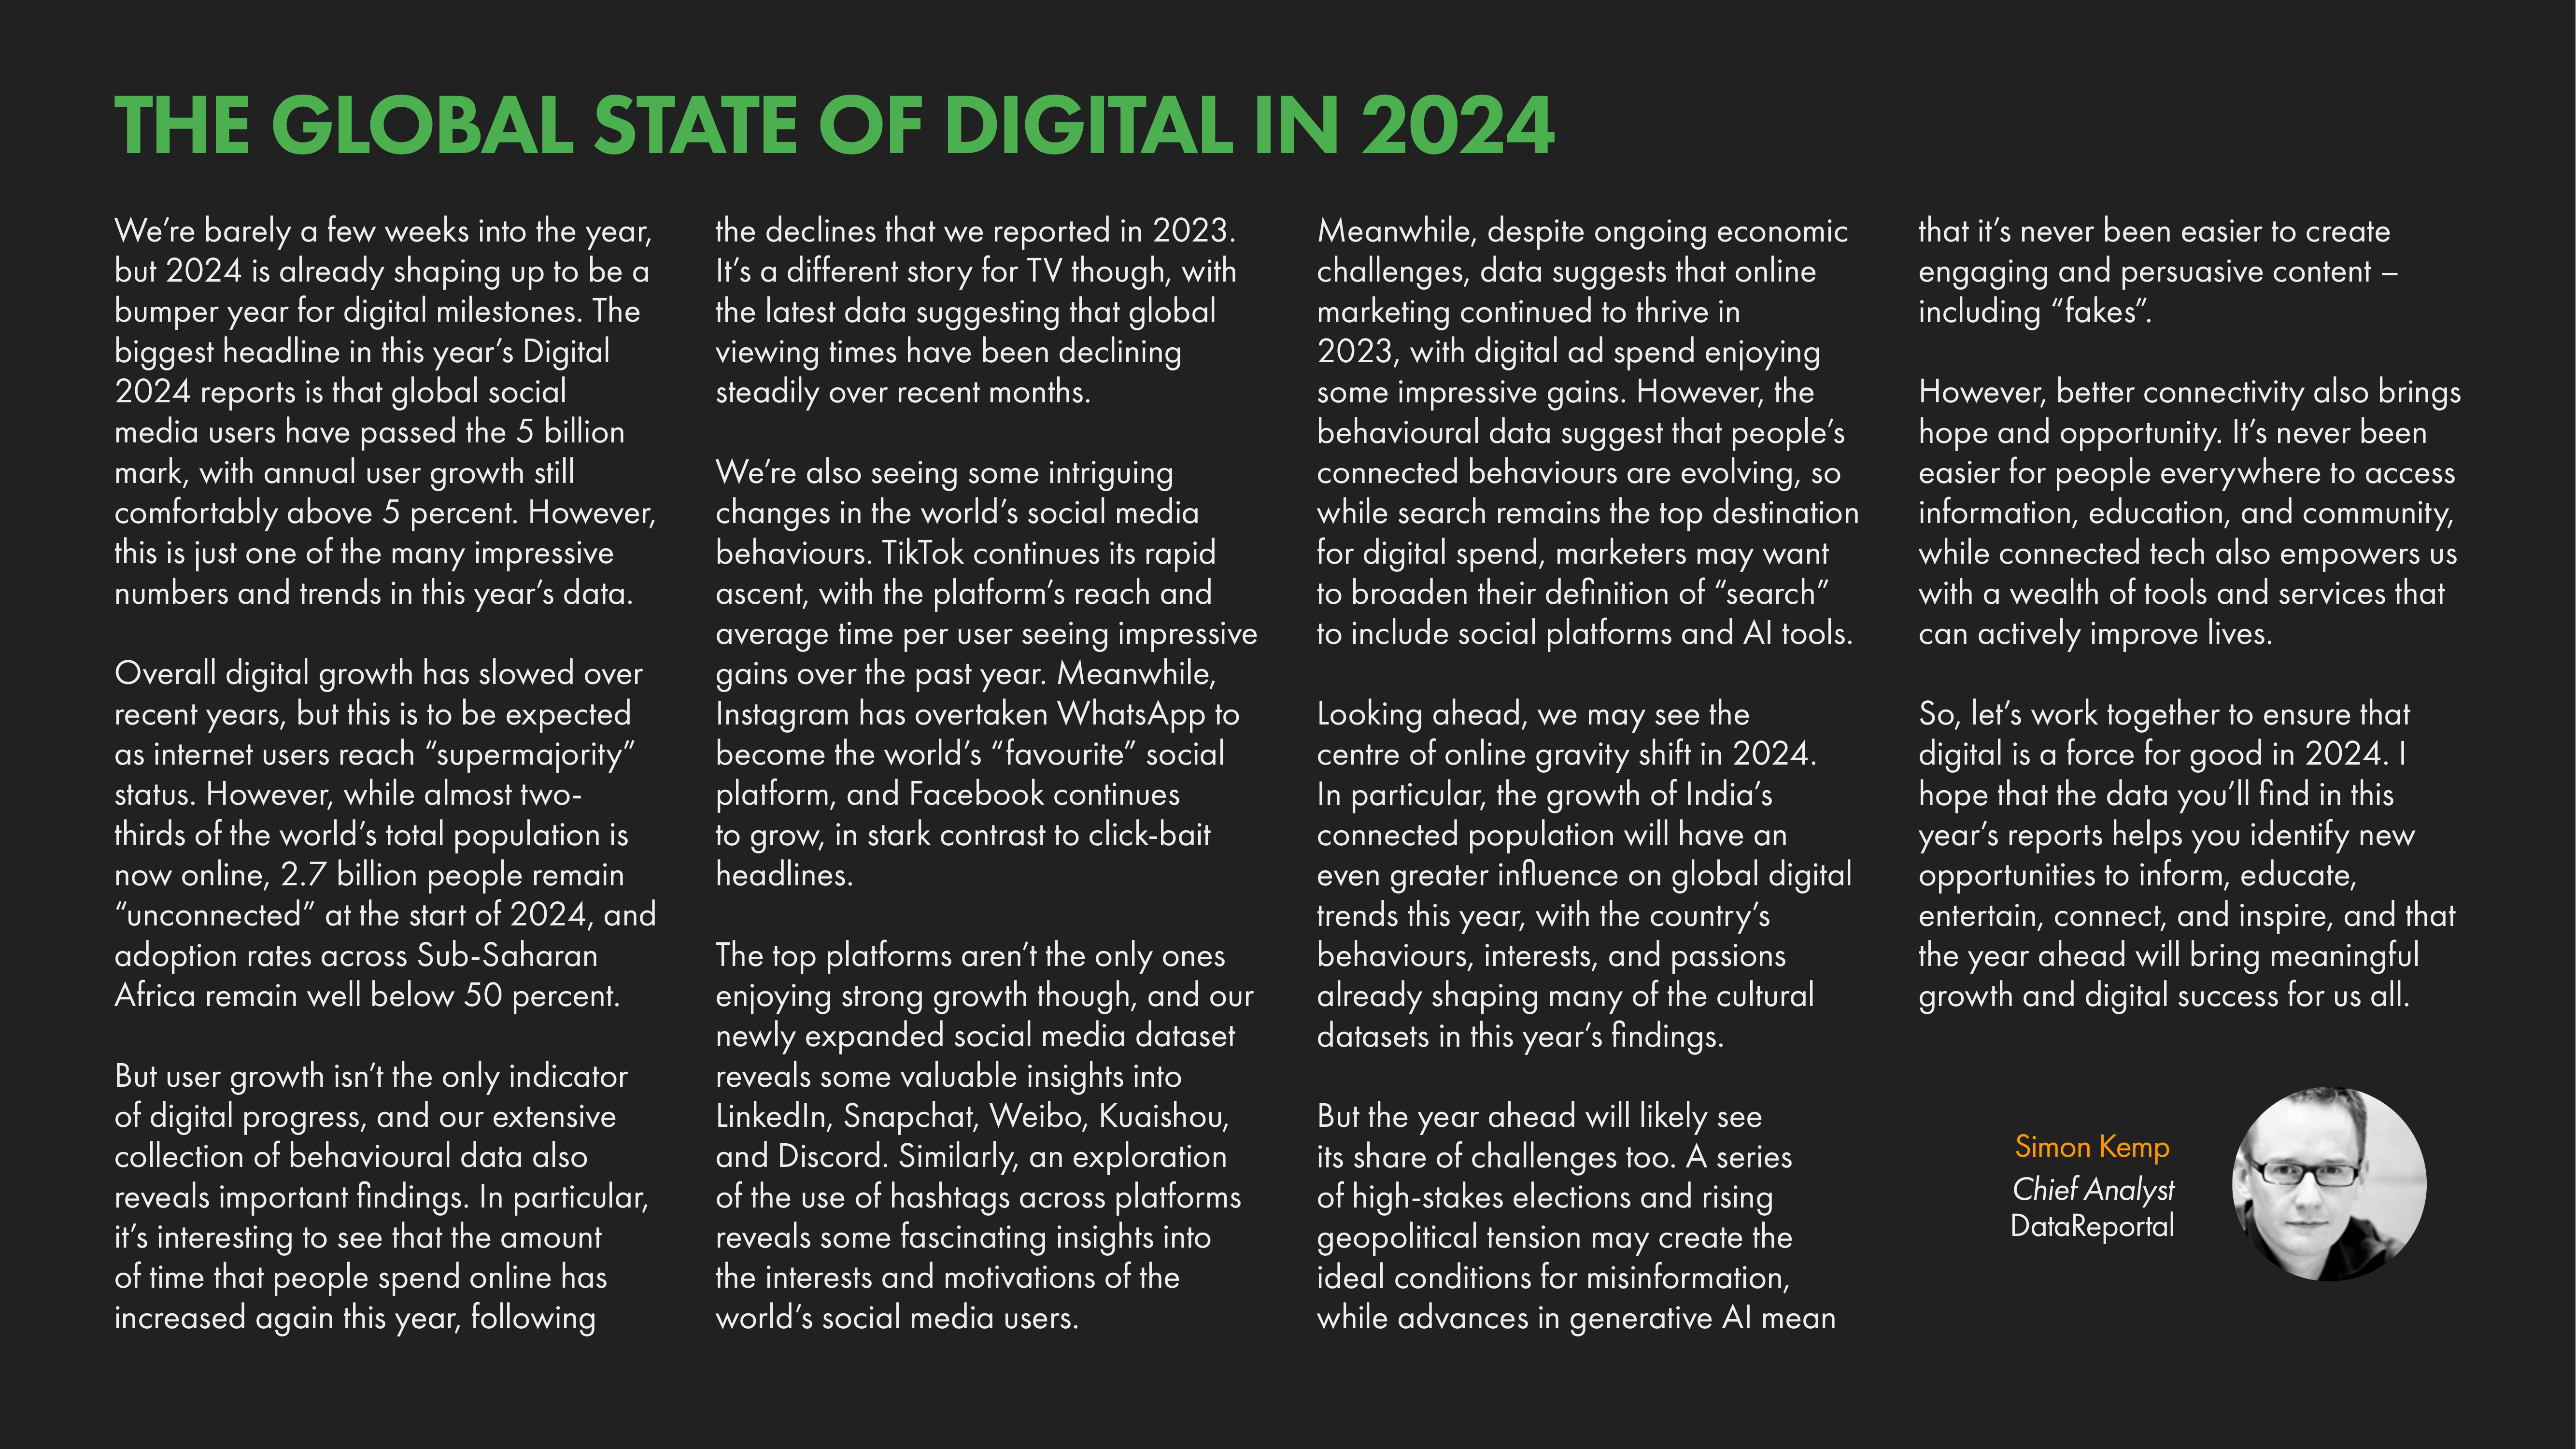 THE GLOBAL STATE OF DIGITAL IN 2024
We’re barely a few weeks into the year,
but 2024 is already shaping up to be a
bumper year for digital milestones. The
biggest headline in this year’s Digital
2024 reports is that global social
media users have passed the 5 billion
mark, with annual user growth still
comfortably above 5 percent. However,
this is just one of the many impressive
numbers and trends in this year’s data.
Overall digital growth has slowed over
recent years, but this is to be expected
as internet users reach “supermajority”
status. However, while almost two-
thirds of the world’s total population is
now online, 2.7 billion people remain
“unconnected” at the start of 2024, and
adoption rates across Sub-Saharan
Africa remain well below 50 percent.
But user growth isn’t the only indicator
of digital progress, and our extensive
collection of behavioural data also
reveals important findings. In particular,
it’s interesting to see that the amount
of time that people spend online has
increased again this year, following
the declines that we reported in 2023.
It’s a different story for TV though, with
the latest data suggesting that global
viewing times have been declining
steadily over recent months.
We’re also seeing some intriguing
changes in the world’s social media
behaviours. TikTok continues its rapid
ascent, with the platform’s reach and
average time per user seeing impressive
gains over the past year. Meanwhile,
Instagram has overtaken WhatsApp to
become the world’s “favourite” social
platform, and Facebook continues
to grow, in stark contrast to click-bait
headlines.
The top platforms aren’t the only ones
enjoying strong growth though, and our
newly expanded social media dataset
reveals some valuable insights into
LinkedIn, Snapchat, Weibo, Kuaishou,
and Discord. Similarly, an exploration
of the use of hashtags across platforms
reveals some fascinating insights into
the interests and motivations of the
world’s social media users.
Meanwhile, despite ongoing economic
challenges, data suggests that online
marketing continued to thrive in
2023, with digital ad spend enjoying
some impressive gains. However, the
behavioural data suggest that people’s
connected behaviours are evolving, so
while search remains the top destination
for digital spend, marketers may want
to broaden their definition of “search”
to include social platforms and AI tools.
Looking ahead, we may see the
centre of online gravity shift in 2024.
In particular, the growth of India’s
connected population will have an
even greater influence on global digital
trends this year, with the country’s
behaviours, interests, and passions
already shaping many of the cultural
datasets in this year’s findings.
But the year ahead will likely see
its share of challenges too. A series
of high-stakes elections and rising
geopolitical tension may create the
ideal conditions for misinformation,
while advances in generative AI mean
that it’s never been easier to create
engaging and persuasive content –
including “fakes”.
However, better connectivity also brings
hope and opportunity. It’s never been
easier for people everywhere to access
information, education, and community,
while connected tech also empowers us
with a wealth of tools and services that
can actively improve lives.
So, let’s work together to ensure that
digital is a force for good in 2024. I
hope that the data you’ll find in this
year’s reports helps you identify new
opportunities to inform, educate,
entertain, connect, and inspire, and that
the year ahead will bring meaningful
growth and digital success for us all.
Simon Kemp
Chief Analyst
DataReportal